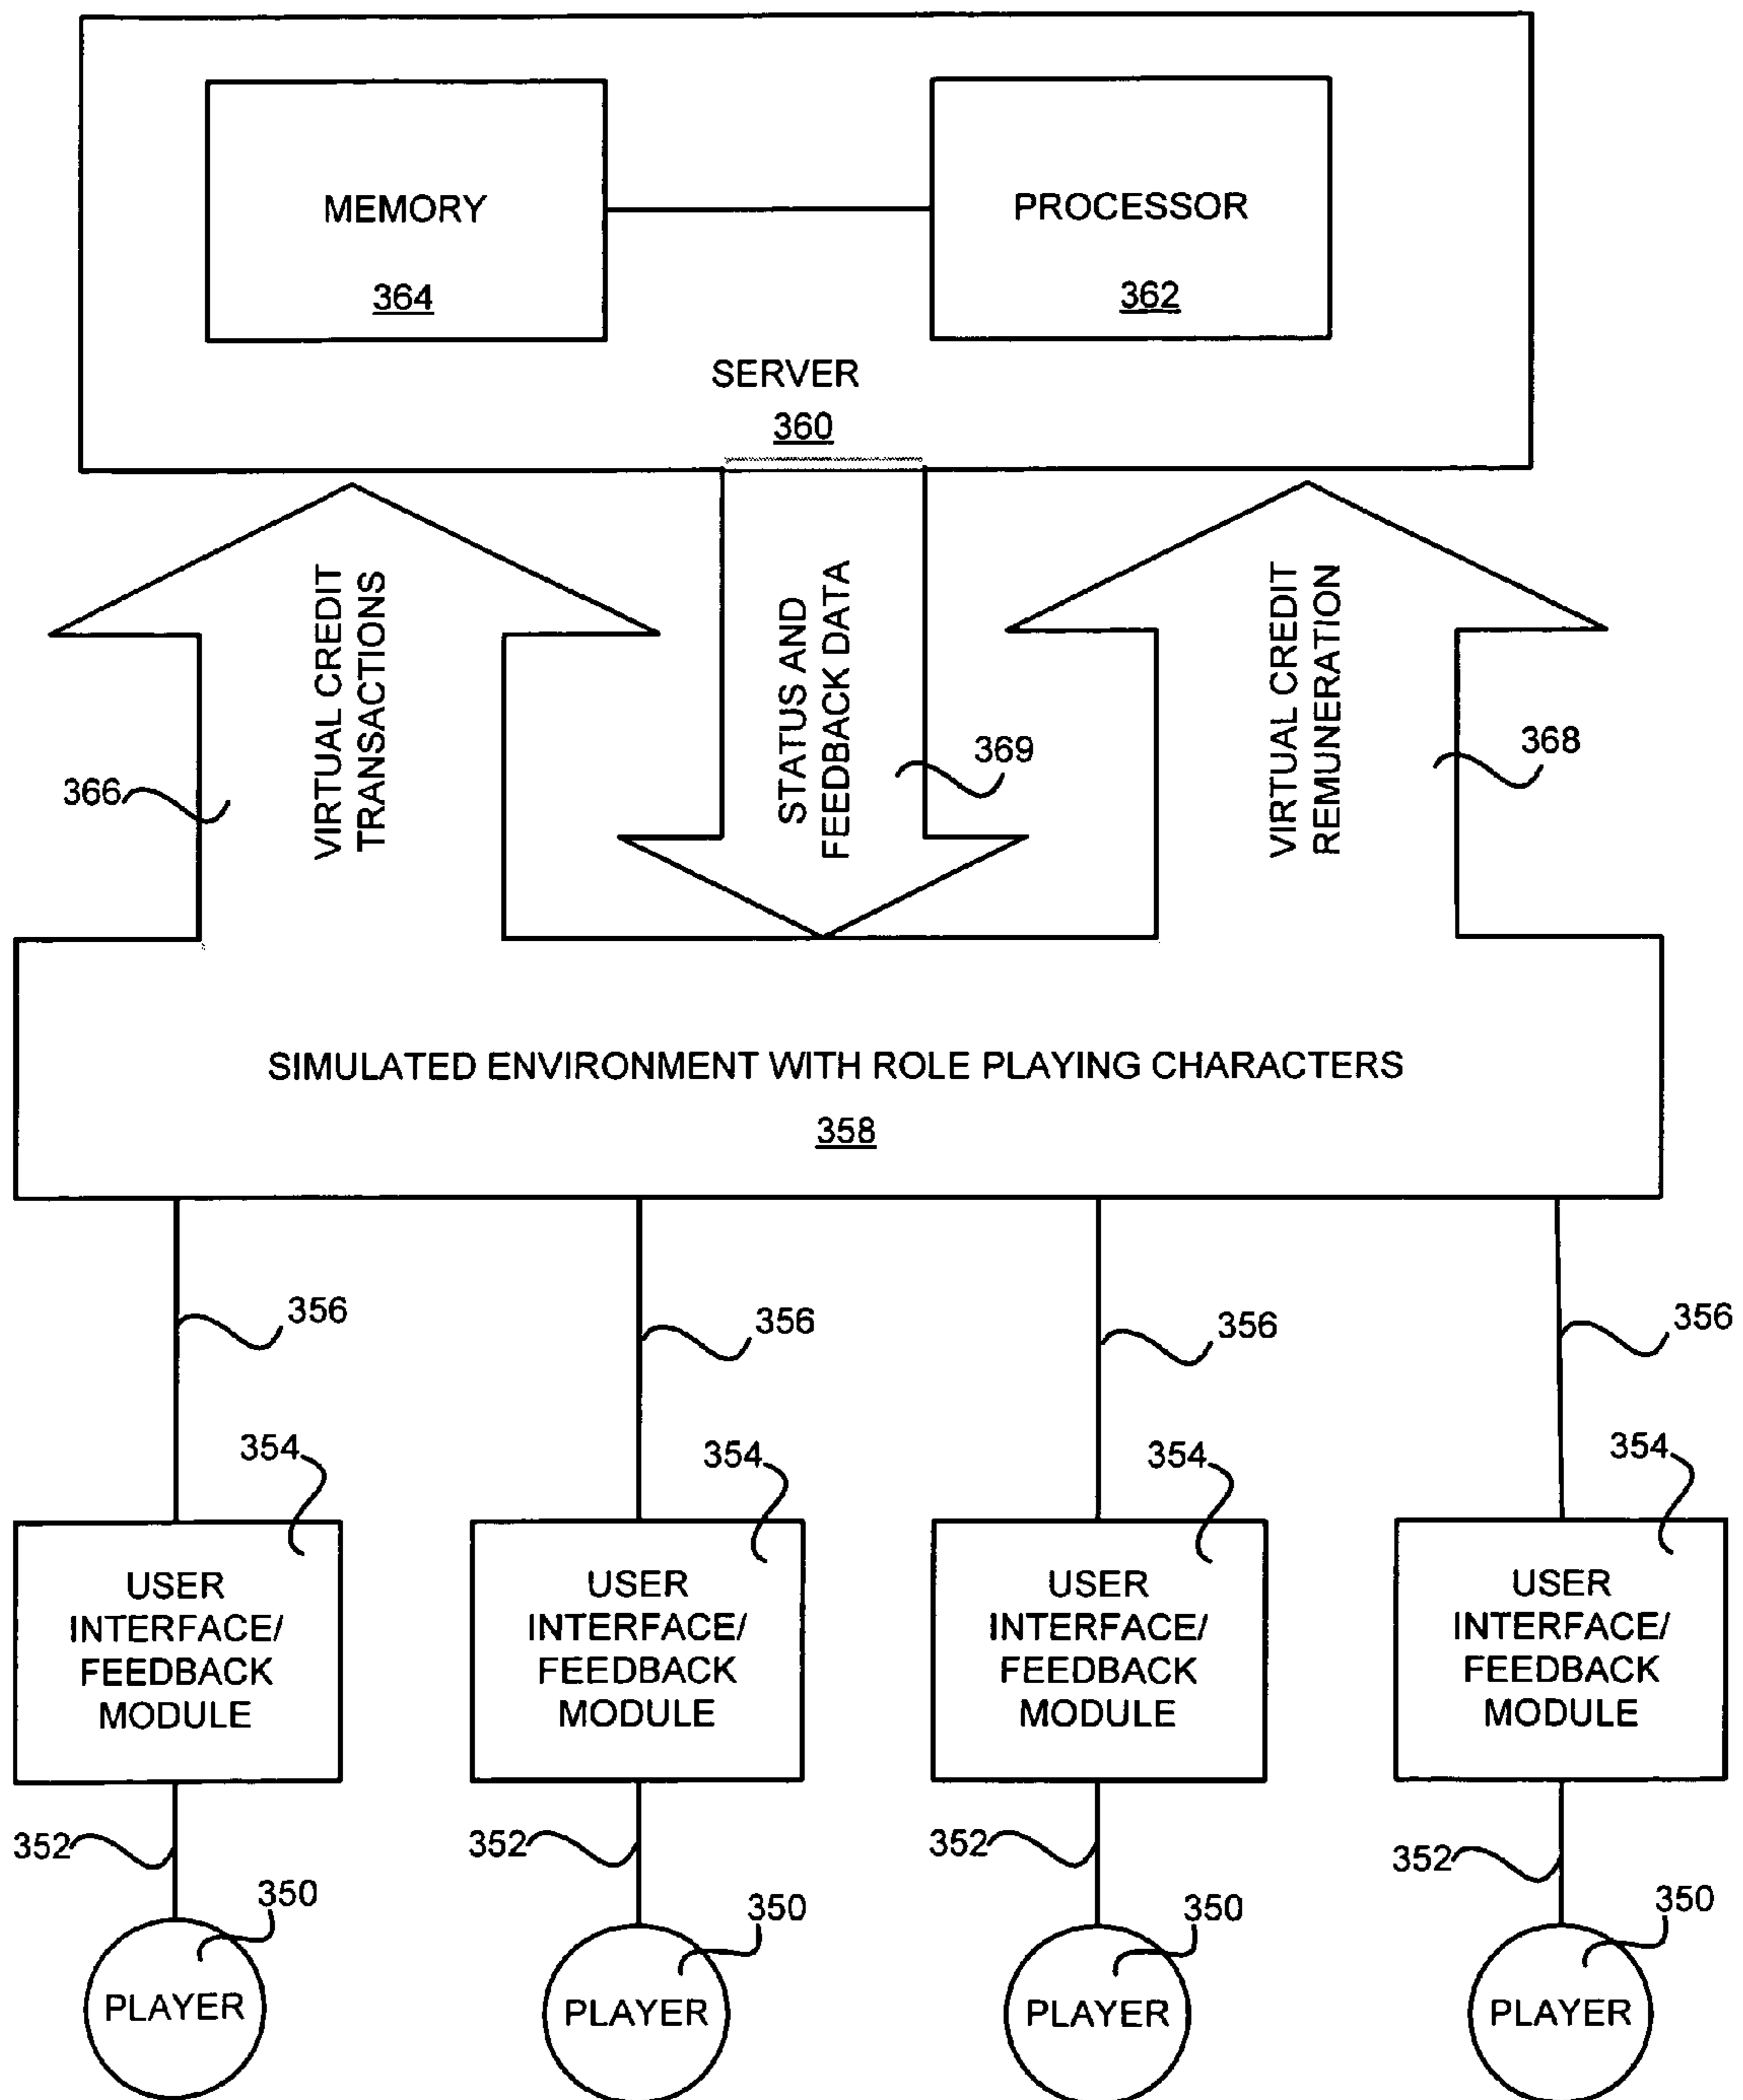 MEMORY
364
PROCESSOR
362
SERVER
360
VIRTUAL CREDIT
TRANSACTIONS
366
STATUS AND
FEEDBACK DATA
369
VIRTUAL CREDIT
REMUNERATION
368
SIMULATED ENVIRONMENT WITH ROLE PLAYING CHARACTERS
358
356
356
356
356
354
354
354
354
USER
INTERFACE/
FEEDBACK
MODULE
USER
INTERFACE/
FEEDBACK
MODULE
USER
INTERFACE/
FEEDBACK
MODULE
USER
INTERFACE/
FEEDBACK
MODULE
352
352
352
352
350
350
350
350
PLAYER
PLAYER
PLAYER
PLAYER